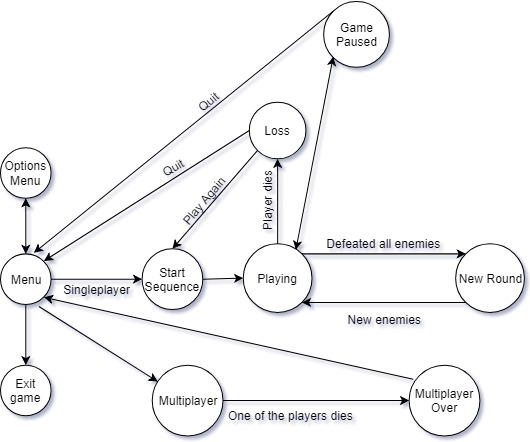 Game
Paused
Quit
Loss
Quit
Options
Menu
Play Again
Player dies
Defeated all enemies
Menu
Singleplayer
Start
Sequence
Playing
New Round
New enemies
Exit
game
Multiplayer
One of the players dies
Multiplayer
Over